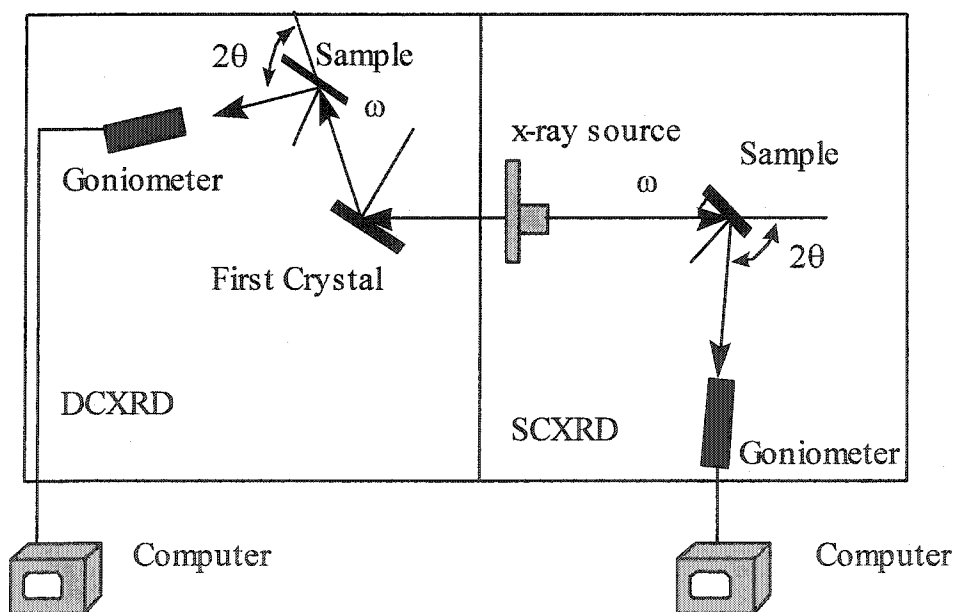 2θ
Sample
ω
Goniometer
First Crystal
DCXRD
x-ray source
ω
Sample
2θ
SCXRD
Goniometer
Computer
Computer